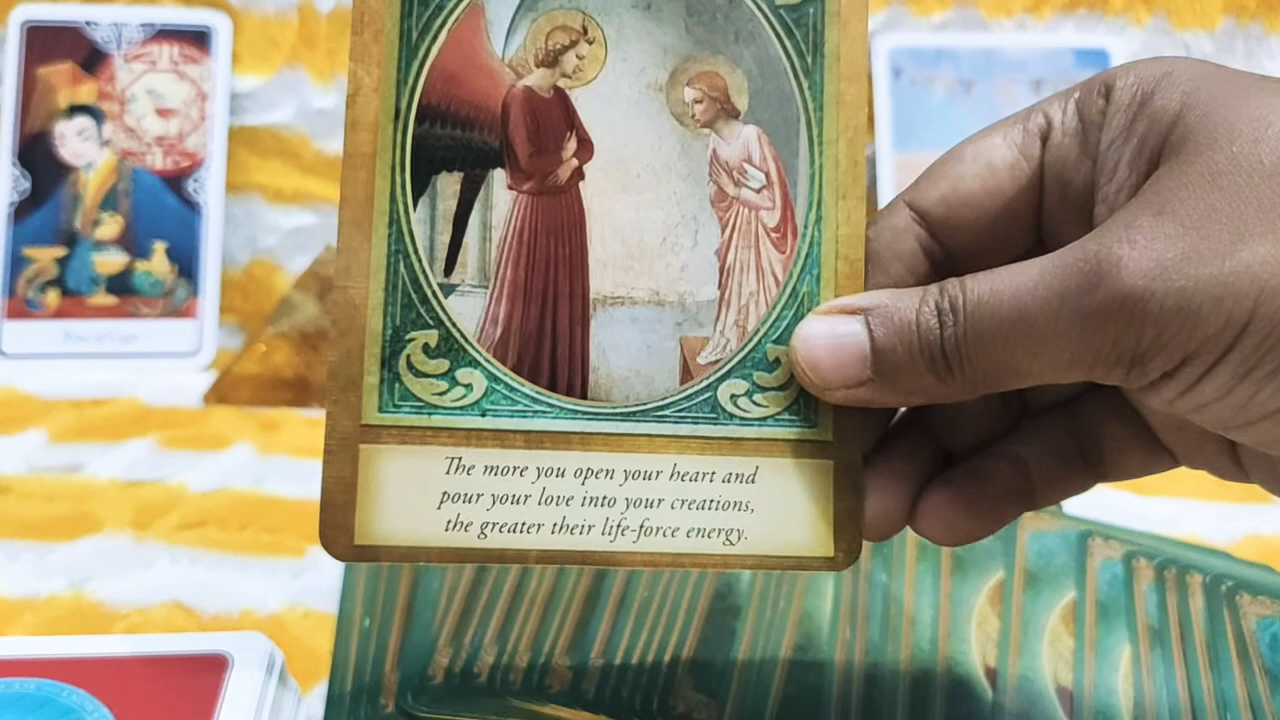 The more you open your heart and
pour your love into your creations,
the greater their life-force energy.